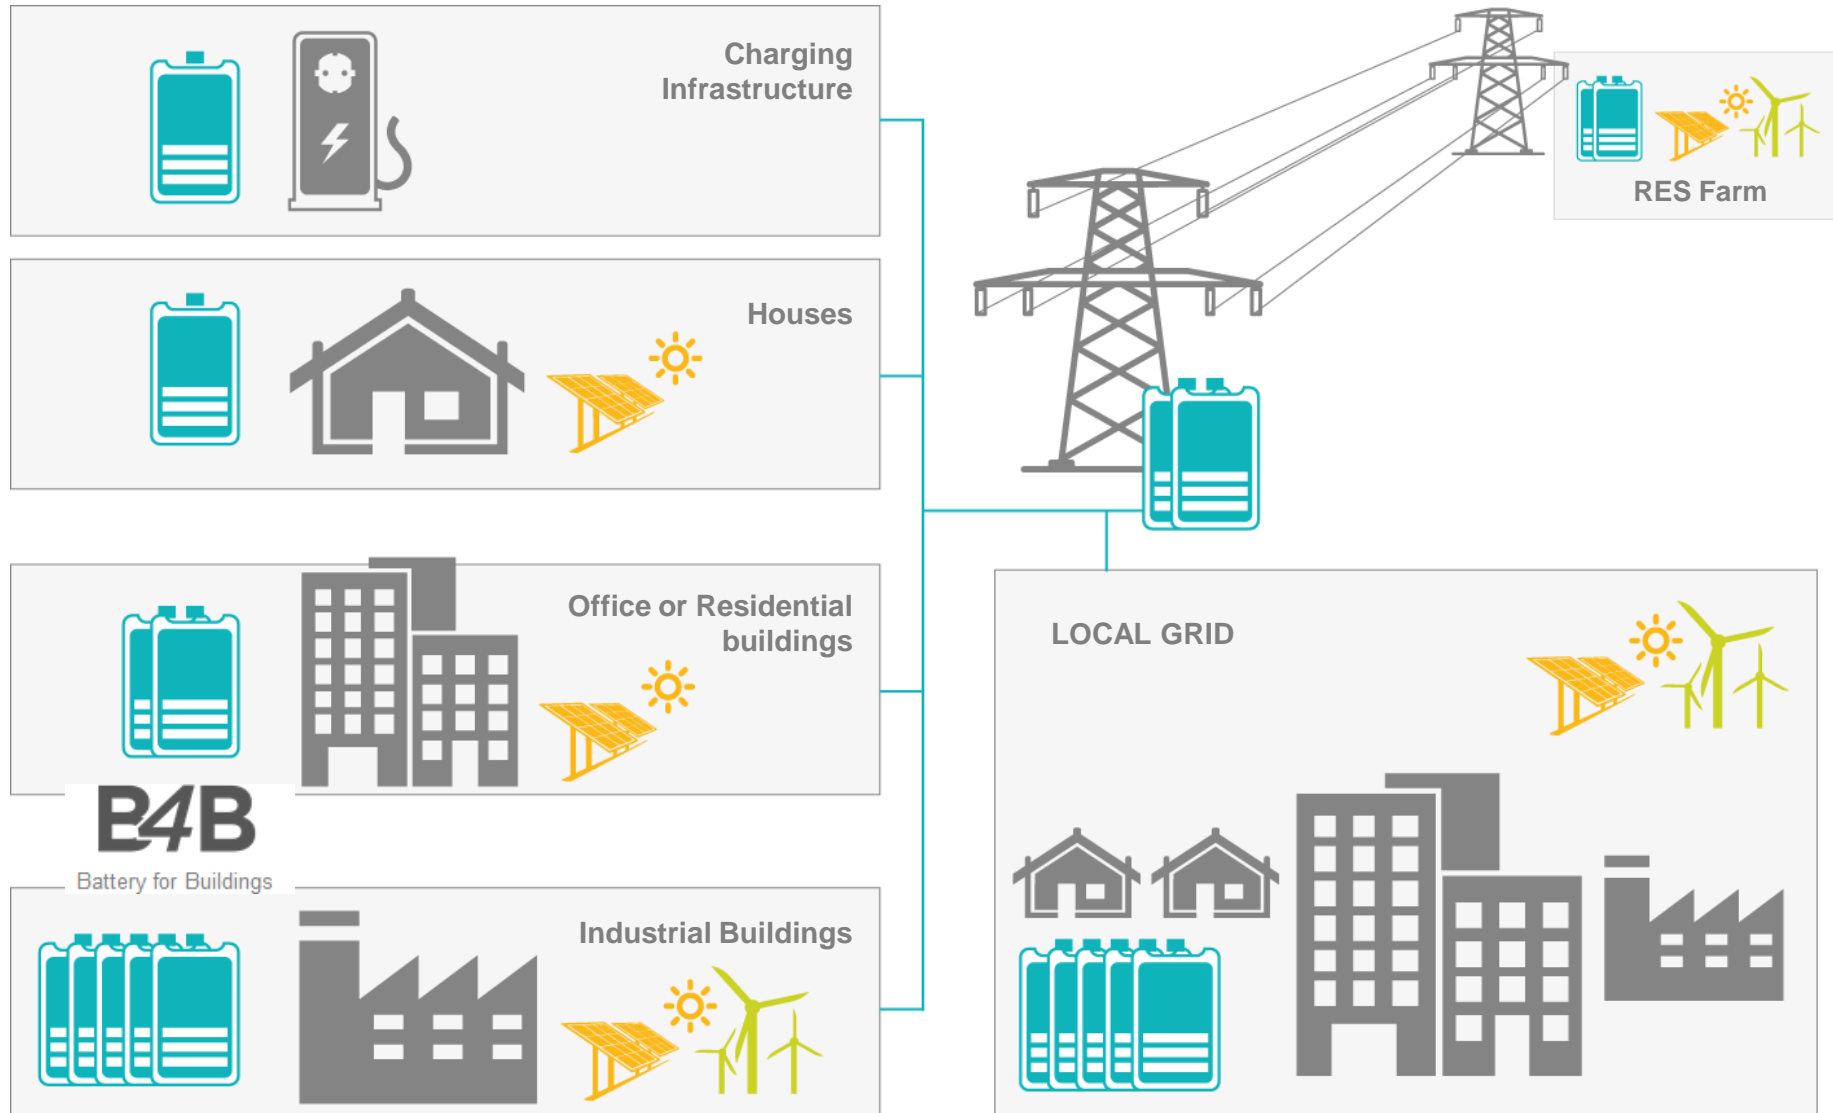 Charging
Infrastructure
RES Farm
Houses
Office or Residential
buildings
LOCAL GRID
B4B
Battery for Buildings
Industrial Buildings